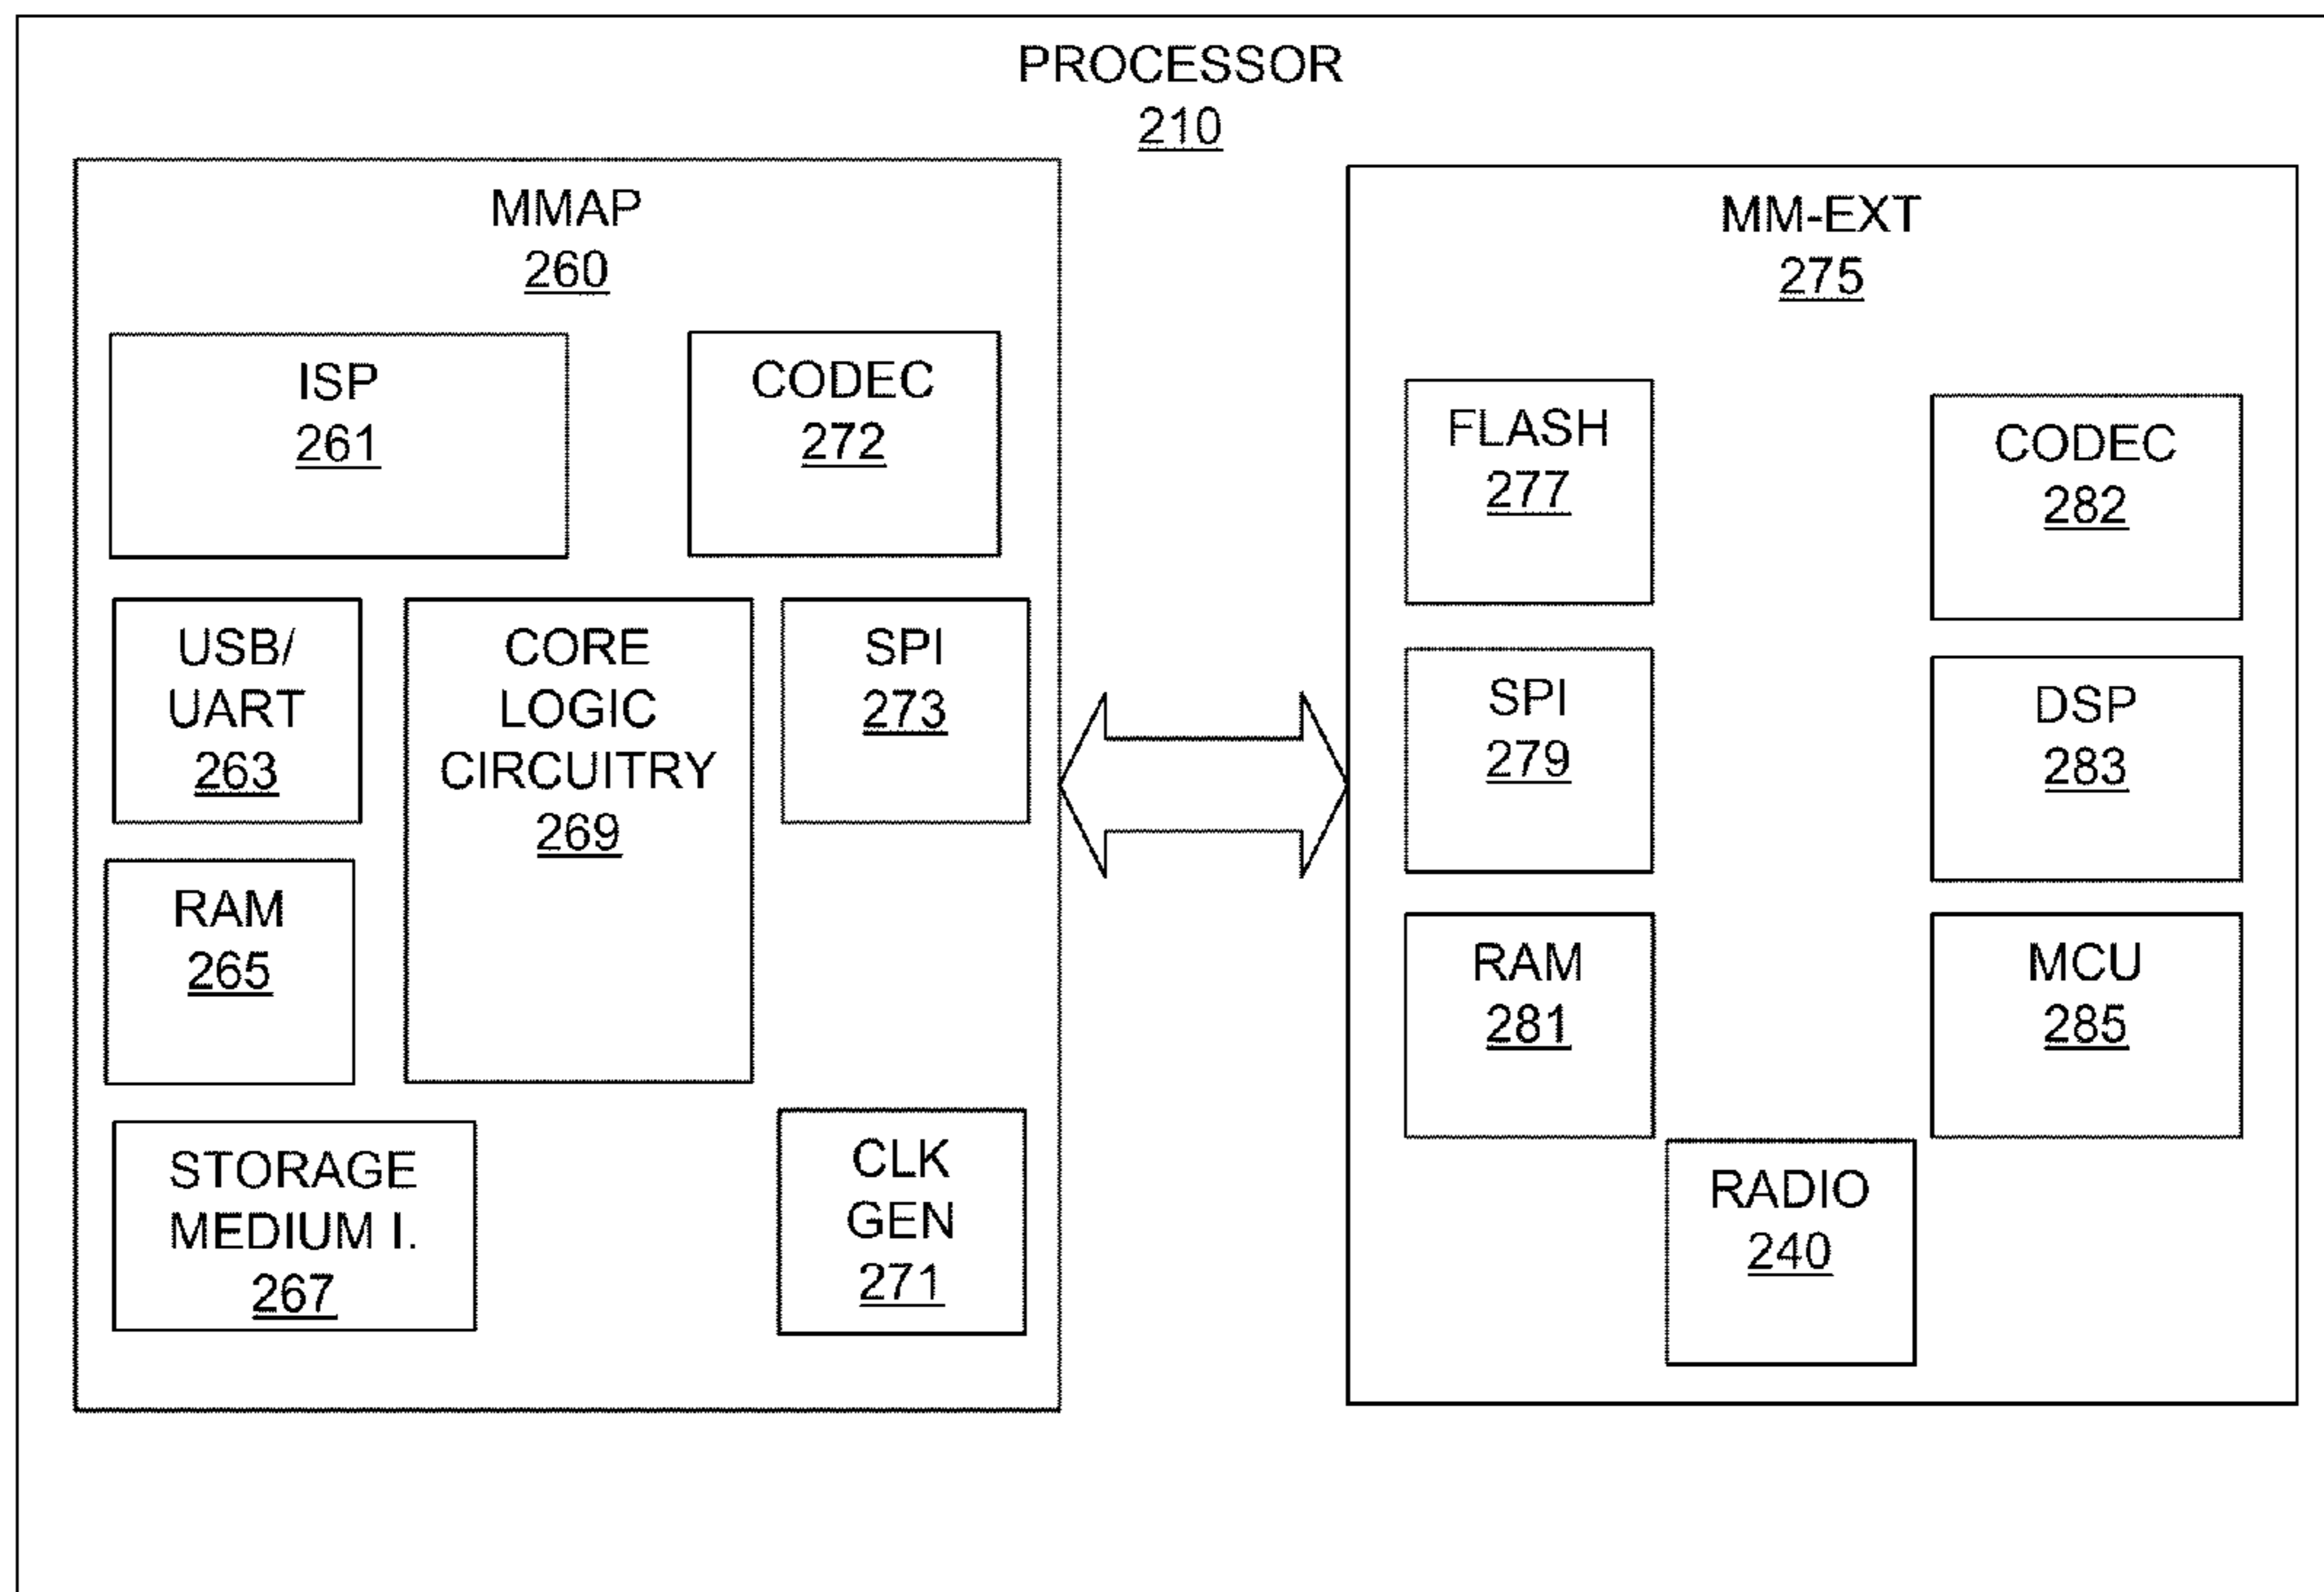 PROCESSOR
210
MMAP
260
ISP
261
CODEC
272
USB/
UART
263
CORE
LOGIC
CIRCUITRY
269
SPI
273
RAM
265
STORAGE
MEDIUM I.
267
CLK
GEN
271
MM-EXT
275
FLASH
277
CODEC
282
SPI
279
DSP
283
RAM
281
MCU
285
RADIO
240